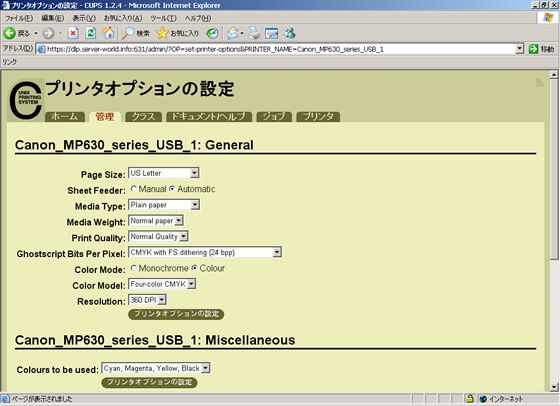 プリンタオプションの設定 - CUPS 1.2.4 - Microsoft Internet Explorer
ファイル(F) 編集(E) 表示(V) お気に入り(A) ツール(T) ヘルプ(H)
戻る 検索 お気に入り
アドレス(D) https://dlp.server-world.info:631/admin/?OP=set-printer-options&PRINTER_NAME=Canon_MP630_series_USB_1 移動
リンク
UNIX
PRINTING
SYSTEM
プリンタオプションの設定
ホーム 管理 クラス ドキュメント/ヘルプ ジョブ プリンタ
Canon_MP630_series_USB_1: General
Page Size: US Letter
Sheet Feeder: Manual Automatic
Media Type: Plain paper
Media Weight: Normal paper
Print Quality: Normal Quality
Ghostscript Bits Per Pixel: CMYK with FS dithering (24 bpp)
Color Mode: Monochrome Colour
Color Model: Four-color CMYK
Resolution: 360 DPI
プリンタオプションの設定
Canon_MP630_series_USB_1: Miscellaneous
Colours to be used: Cyan, Magenta, Yellow, Black
プリンタオプションの設定
ページが表示されました インターネット